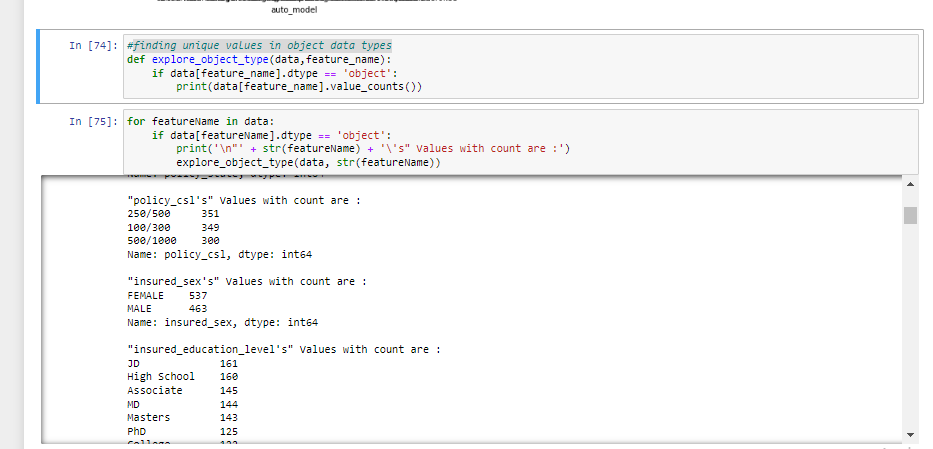 auto_model
In [74]: #finding unique values in object data types
def explore_object_type(data,feature_name):
if data[feature_name].dtype == 'object':
print(data[feature_name].value_counts())
In [75]: for featureName in data:
if data[featureName].dtype == 'object':
print('\n"' + str(featureName) + '\'s" Values with count are :')
explore_object_type(data, str(featureName))
"policy_csl's" Values with count are :
250/500 351
100/300 349
500/1000 300
Name: policy_csl, dtype: int64
"insured_sex's" Values with count are :
FEMALE 537
MALE 463
Name: insured_sex, dtype: int64
"insured_education_level's" Values with count are :
JD 161
High School 160
Associate 145
MD 144
Masters 143
PhD 125